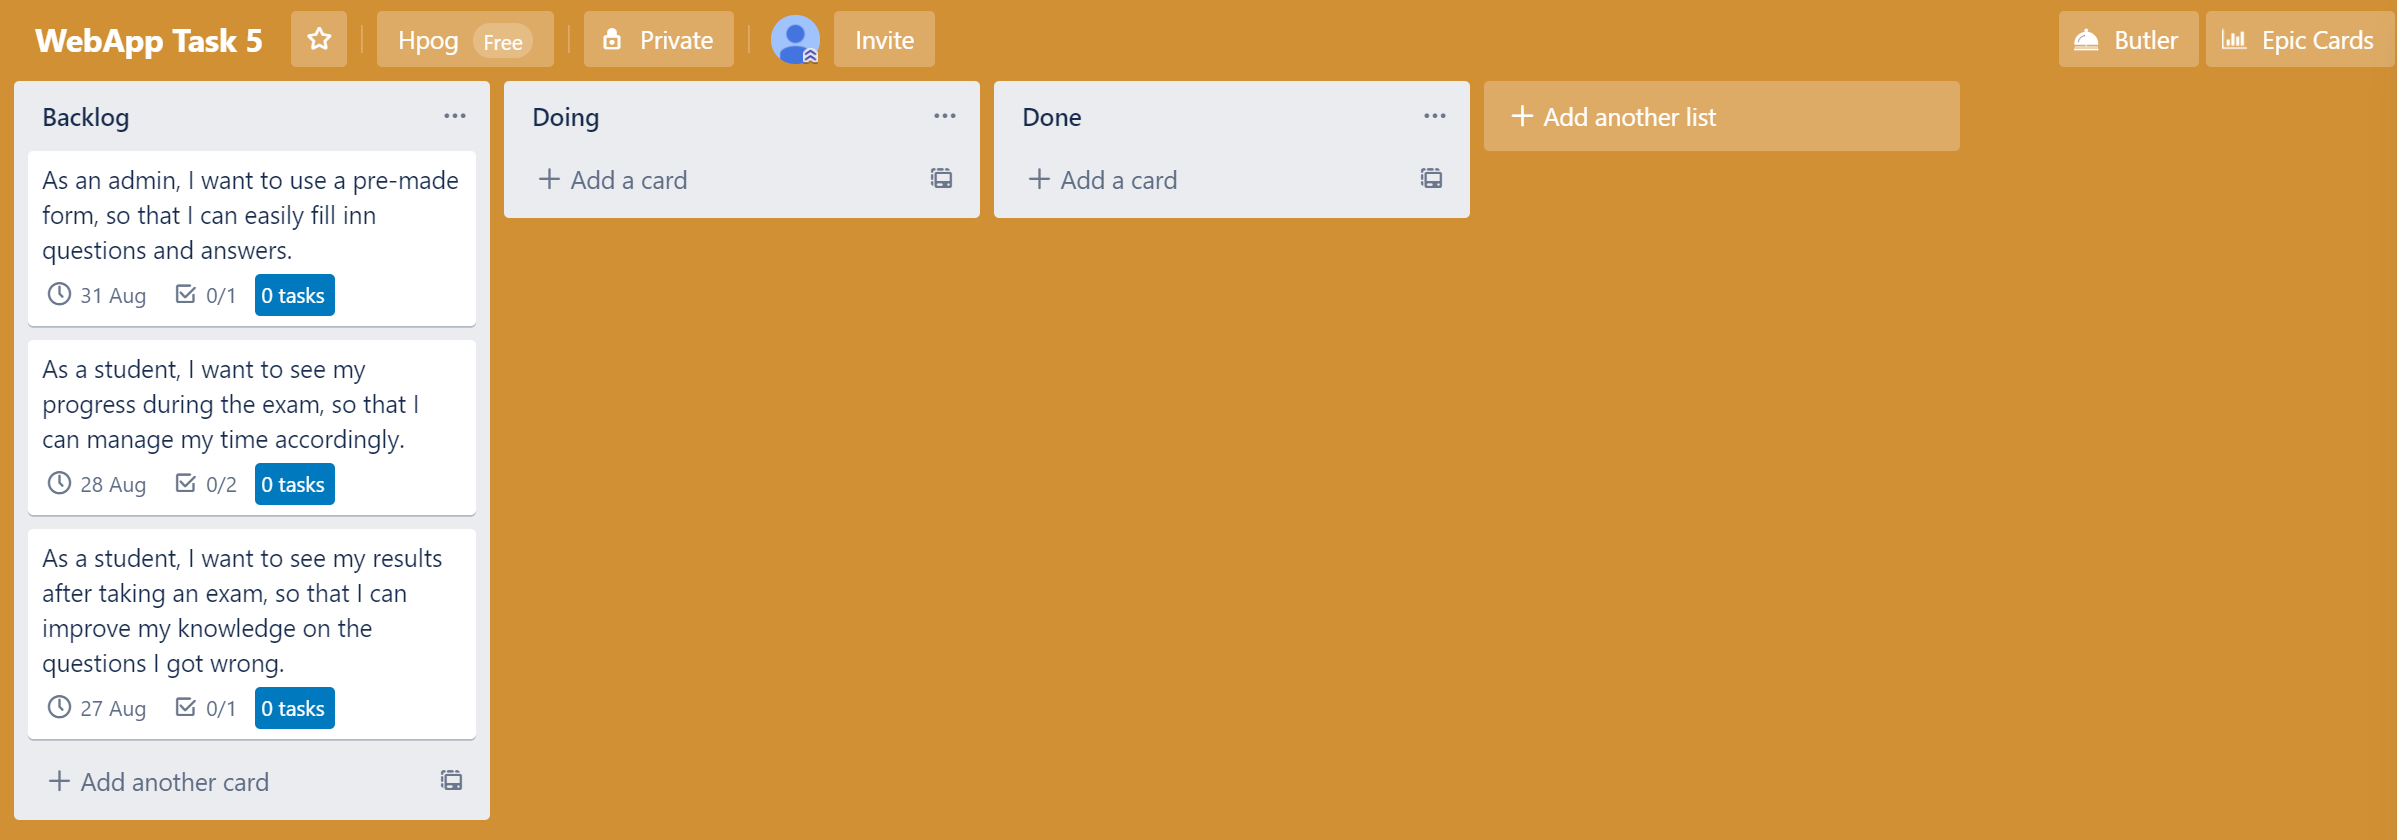 WebApp Task 5
Hpog Free
Private
Invite
Butler
Epic Cards
Backlog
As an admin, I want to use a pre-made
form, so that I can easily fill inn
questions and answers.
31 Aug 0/1 0 tasks
As a student, I want to see my
progress during the exam, so that I
can manage my time accordingly.
28 Aug 0/2 0 tasks
As a student, I want to see my results
after taking an exam, so that I can
improve my knowledge on the
questions I got wrong.
27 Aug 0/1 0 tasks
+ Add another card
Doing
+ Add a card
Done
+ Add a card
+ Add another list